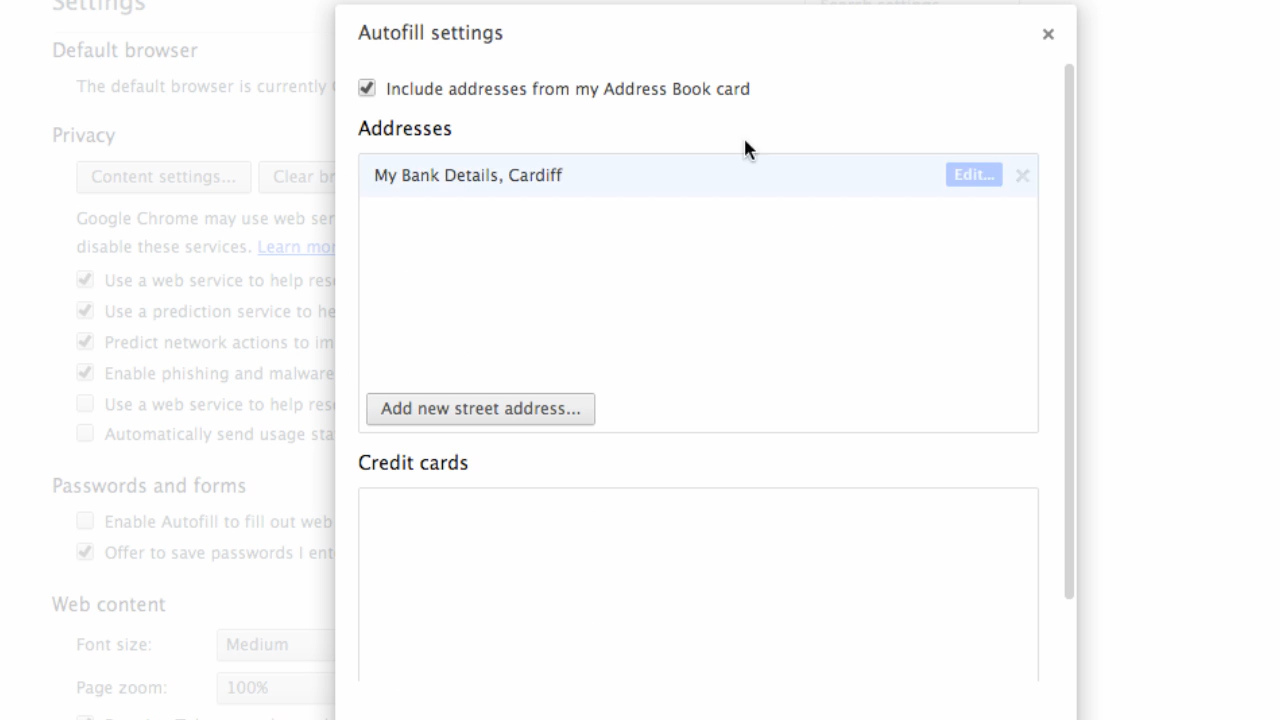 Settings
Search settings
Autofill settings
Default browser
The default browser is currently
Include addresses from my Address Book card
Addresses
Privacy
My Bank Details, Cardiff
Edit...
Content settings...
Clear br
Google Chrome may use web ser
disable these services. Learn mor
Use a web service to help reso
Use a prediction service to he
Predict network actions to im
Enable phishing and malware
Use a web service to help reso
Add new street address...
Automatically send usage sta
Credit cards
Passwords and forms
Enable Autofill to fill out web
Offer to save passwords I ent
Web content
Font size:
Medium
Page zoom:
100%